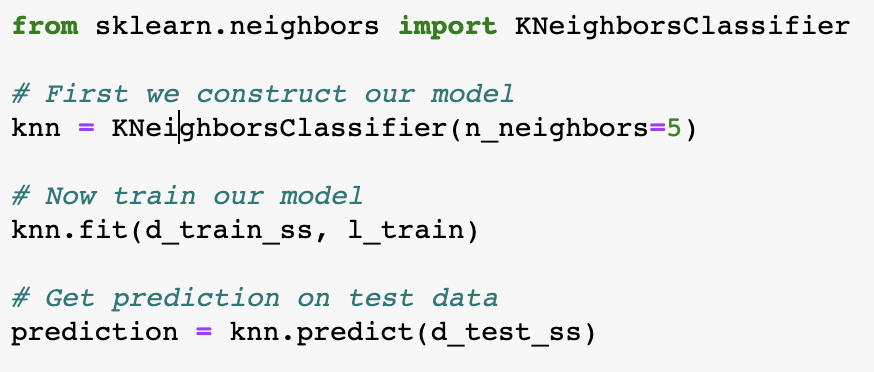 from sklearn.neighbors import KNeighborsClassifier
# First we construct our model
knn = KNeighborsClassifier(n_neighbors=5)
# Now train our model
knn.fit(d_train_ss, l_train)
# Get prediction on test data
prediction = knn.predict(d_test_ss)